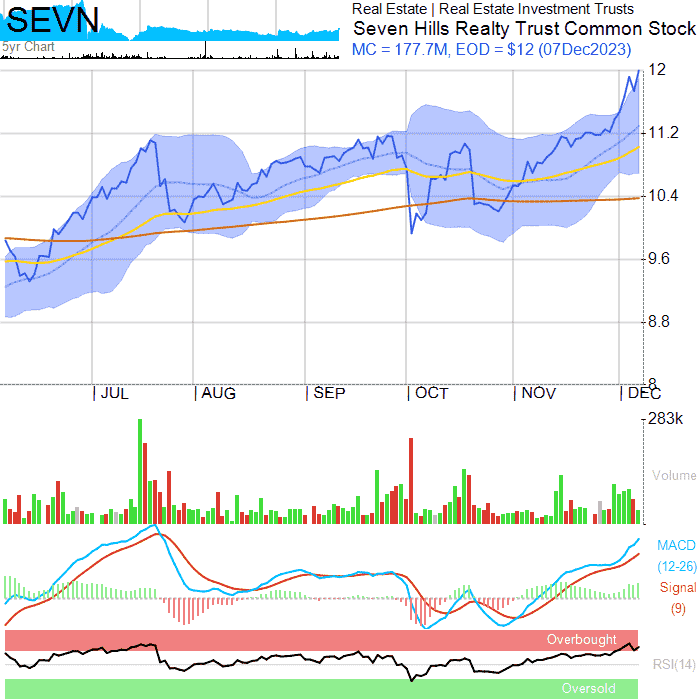 SEVN
5yr Chart
Real Estate | Real Estate Investment Trusts
Seven Hills Realty Trust Common Stock
MC = 177.7M, EOD = $12 (07Dec2023)
12
11.2
10.4
9.6
8.8
8
| JUL | AUG | SEP | OCT | NOV | DEC
283k
Volume
MACD
(12-26)
Signal
(9)
Overbought
RSI(14)
Oversold